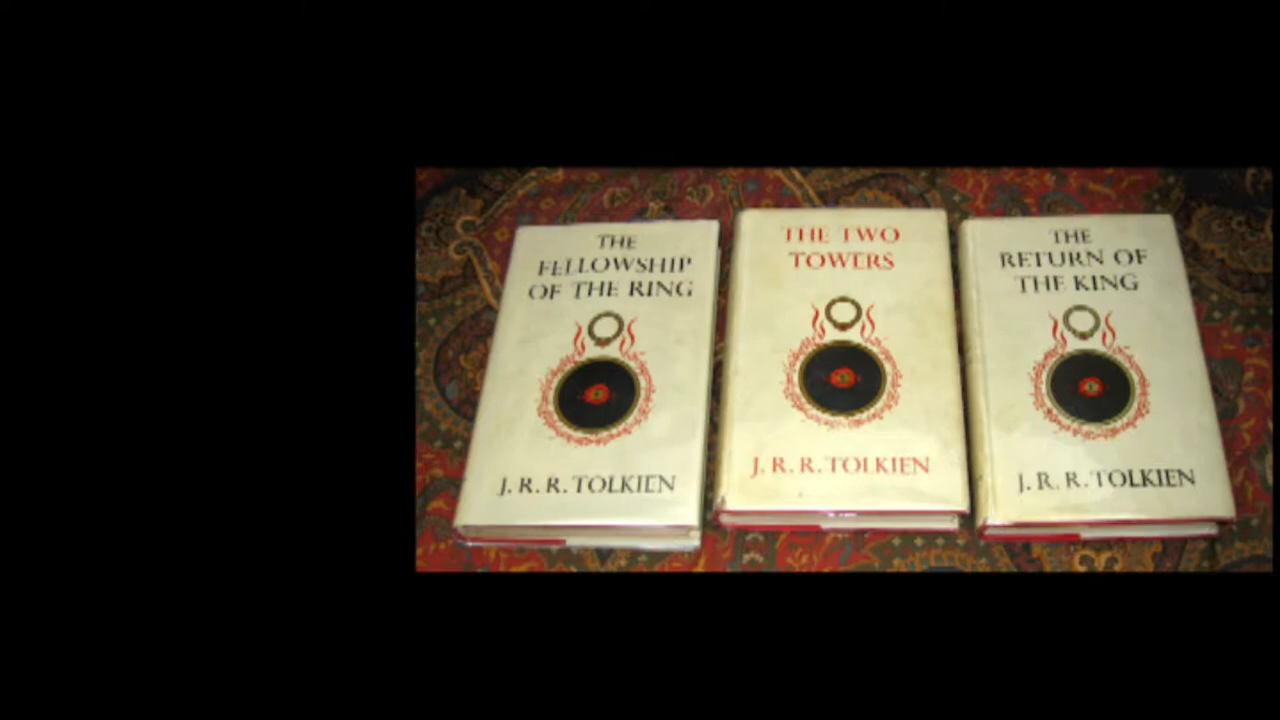 THE
FELLOWSHIP
OF THE RING
J. R. R. TOLKIEN
THE TWO
TOWERS
J. R. R. TOLKIEN
THE
RETURN OF
THE KING
J. R. R. TOLKIEN